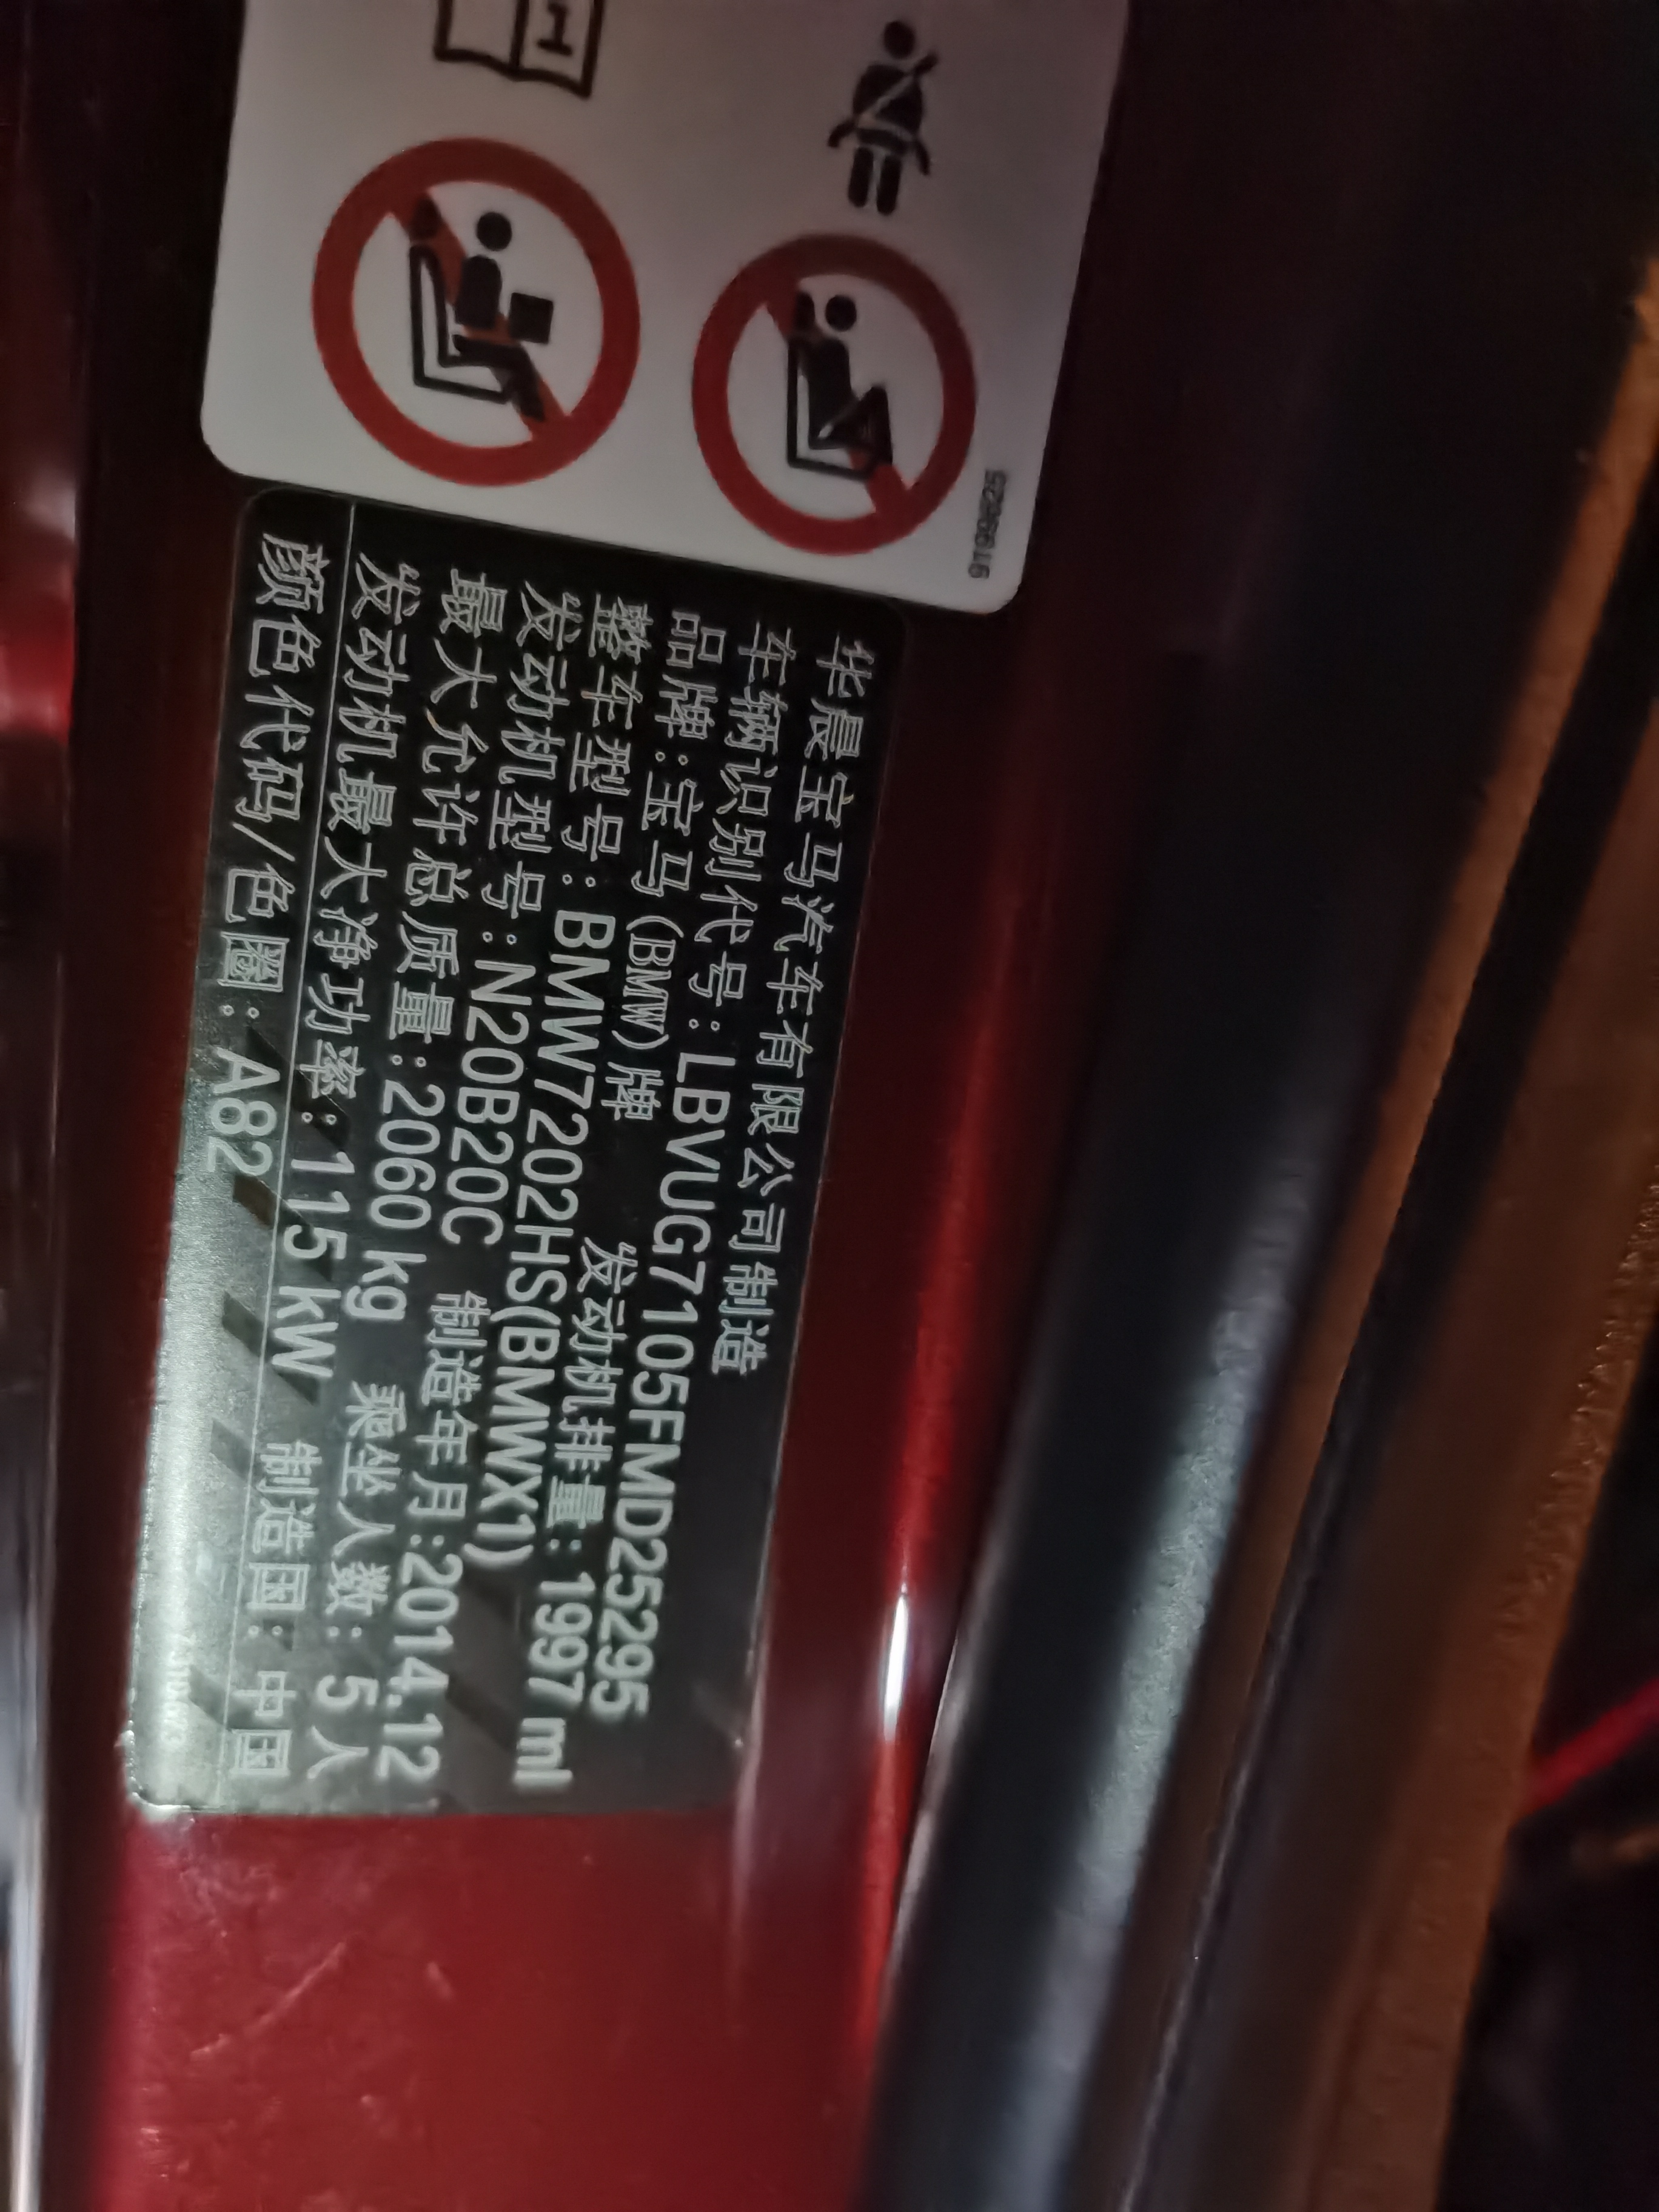 1
9199625
华晨宝马汽车有限公司制造
车辆识别代号：LBVUG7105FMD25295
品牌：宝马(BMW)牌 发动机排量：1997 ml
整车型号：BMW7202HS(BMWX1)
发动机型号：N20B20C 制造年月：2014.12
最大允许总质量：2060 kg 乘坐人数：5人
发动机最大净功率：115 kW 制造国：中国
颜色代码/色圈：A82